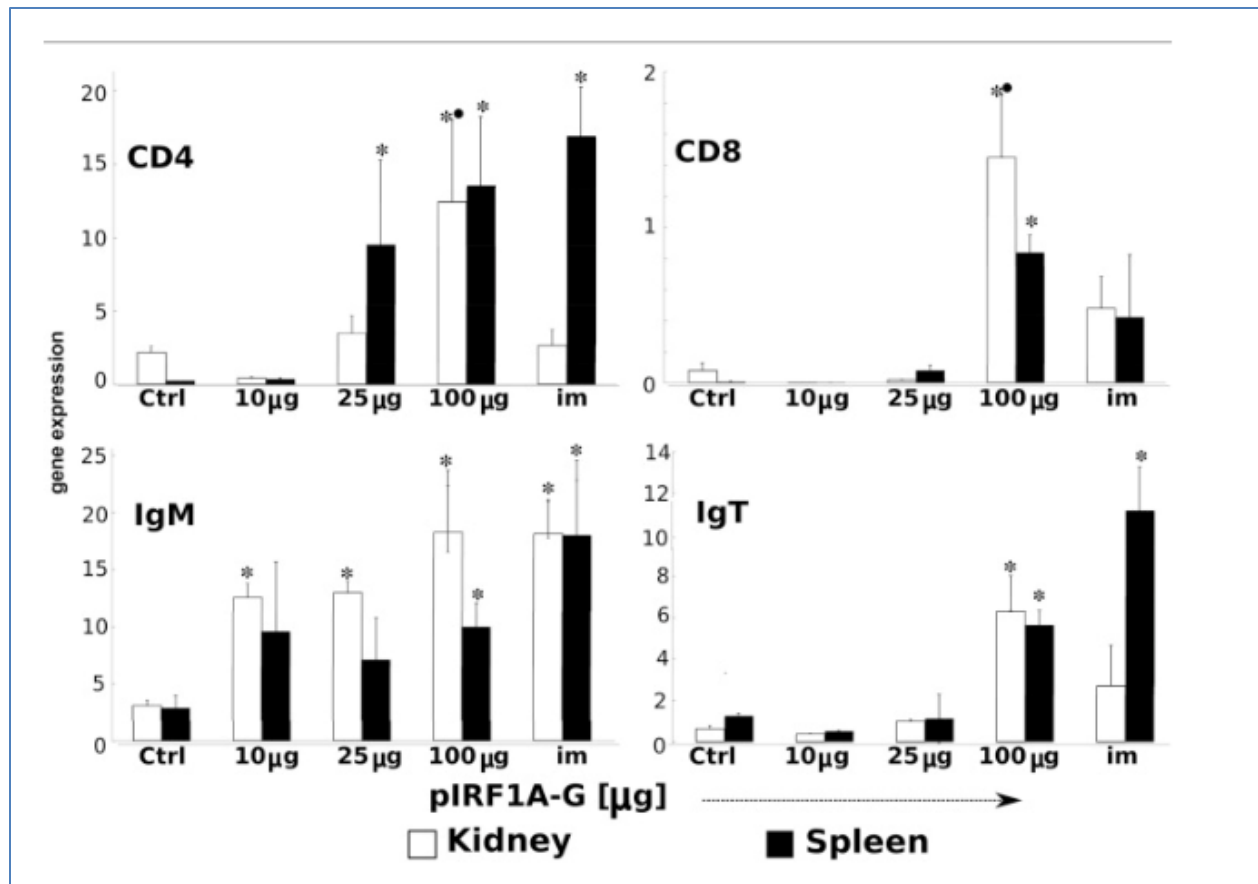 CD4
20
15
10
5
0
Ctrl 10µg 25µg 100µg im
* *• * *
CD8
2
1
0
Ctrl 10µg 25µg 100µg im
*• *
gene expression
IgM
25
20
15
10
5
0
Ctrl 10µg 25µg 100µg im
* * * * * *
IgT
14
12
10
8
6
4
2
0
Ctrl 10µg 25µg 100µg im
* * *
pIRF1A-G [µg]
Kidney Spleen